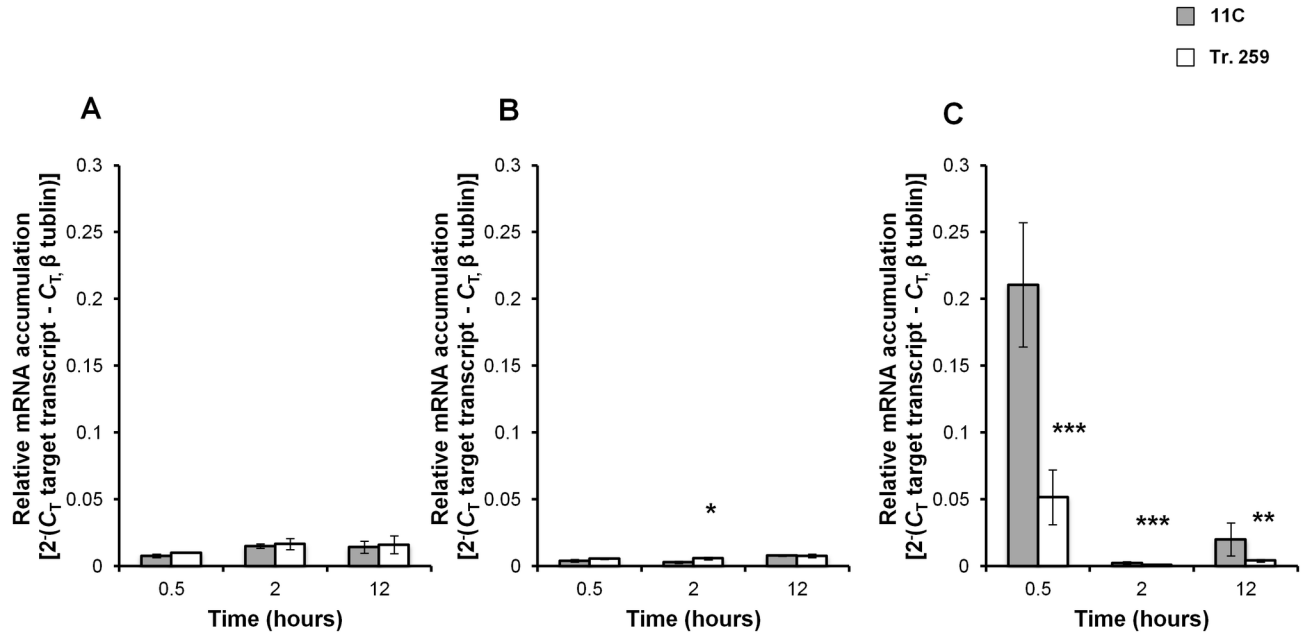 11C
Tr. 259
A
Relative mRNA accumulation
[2-(CT target transcript - CT, β tublin)]
0.3
0.25
0.2
0.15
0.1
0.05
0
0.5
2
12
Time (hours)
B
Relative mRNA accumulation
[2-(CT target transcript - CT, β tublin)]
0.3
0.25
0.2
0.15
0.1
0.05
0
*
0.5
2
12
Time (hours)
C
Relative mRNA accumulation
[2-(CT target transcript - CT, β tublin)]
0.3
0.25
0.2
0.15
0.1
0.05
0
***
***
**
0.5
2
12
Time (hours)